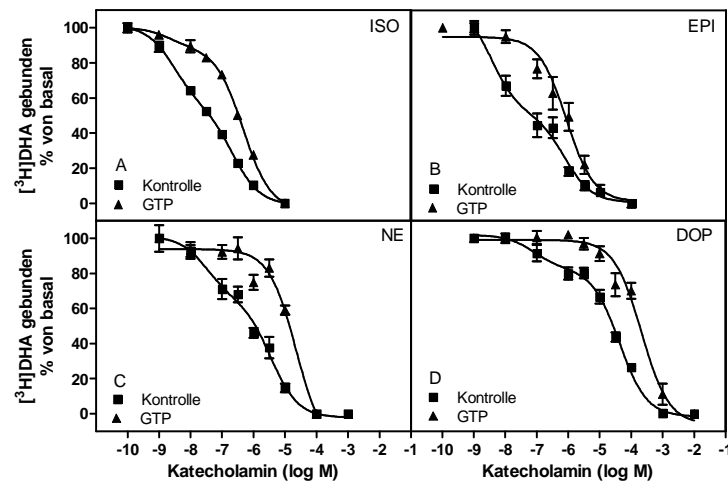 ISO
100
80
60
40
20
0
[³H]DHA gebunden
% von basal
A
Kontrolle
GTP
EPI
B
Kontrolle
GTP
NE
100
80
60
40
20
0
[³H]DHA gebunden
% von basal
C
Kontrolle
GTP
-10 -9 -8 -7 -6 -5 -4 -3 -2 -1
Katecholamin (log M)
DOP
D
Kontrolle
GTP
-10 -9 -8 -7 -6 -5 -4 -3 -2 -1
Katecholamin (log M)